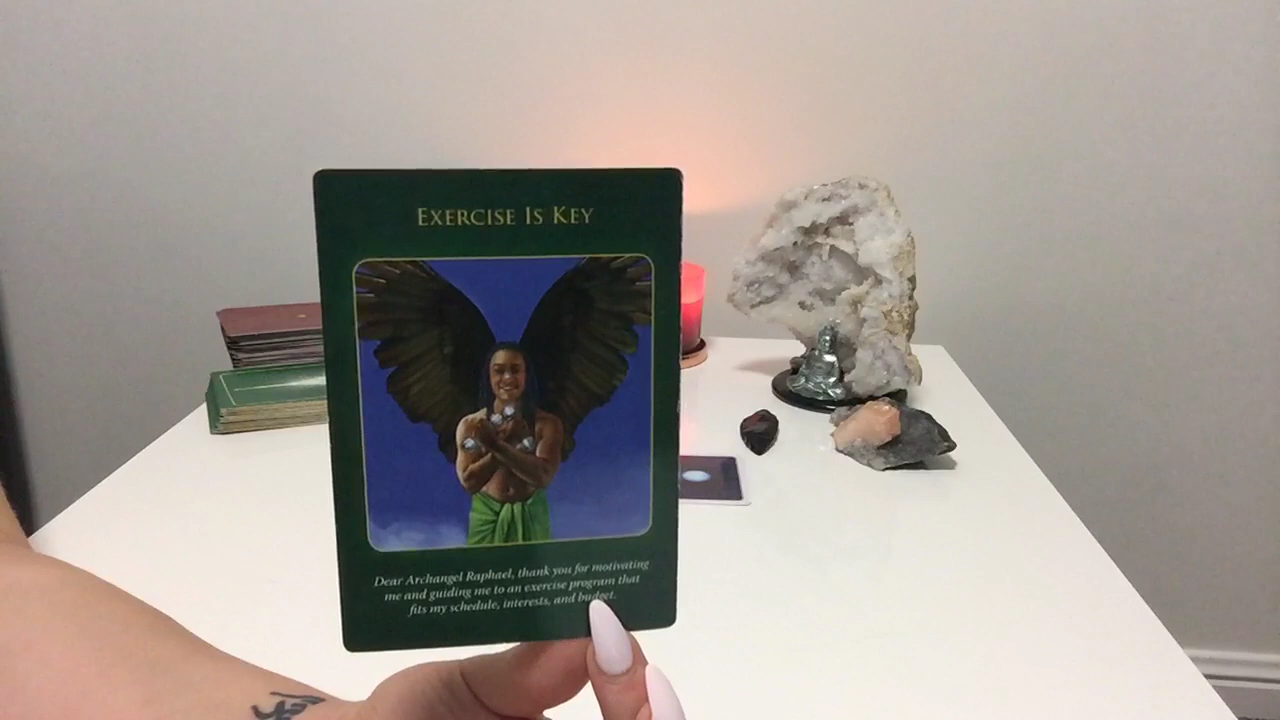 EXERCISE IS KEY
Dear Archangel Raphael, thank you for motivating
me and guiding me to an exercise program that
fits my schedule, interests, and budget.